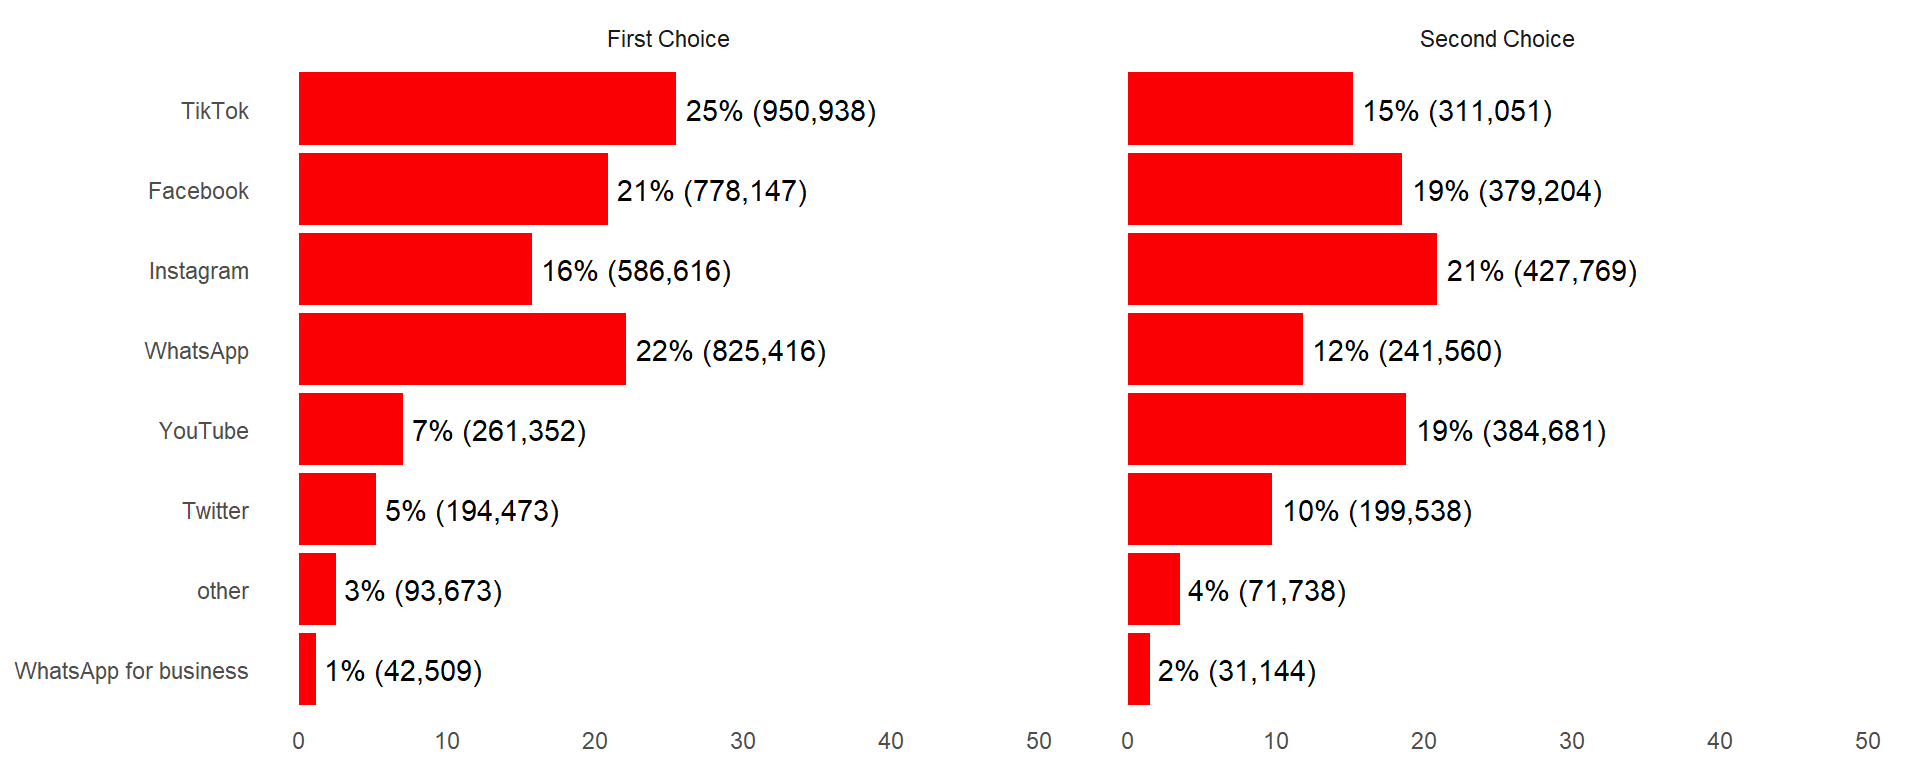 First Choice
Second Choice
TikTok
25% (950,938)
15% (311,051)
Facebook
21% (778,147)
19% (379,204)
Instagram
16% (586,616)
21% (427,769)
WhatsApp
22% (825,416)
12% (241,560)
YouTube
7% (261,352)
19% (384,681)
Twitter
5% (194,473)
10% (199,538)
other
3% (93,673)
4% (71,738)
WhatsApp for business
1% (42,509)
2% (31,144)
0 10 20 30 40 50
0 10 20 30 40 50